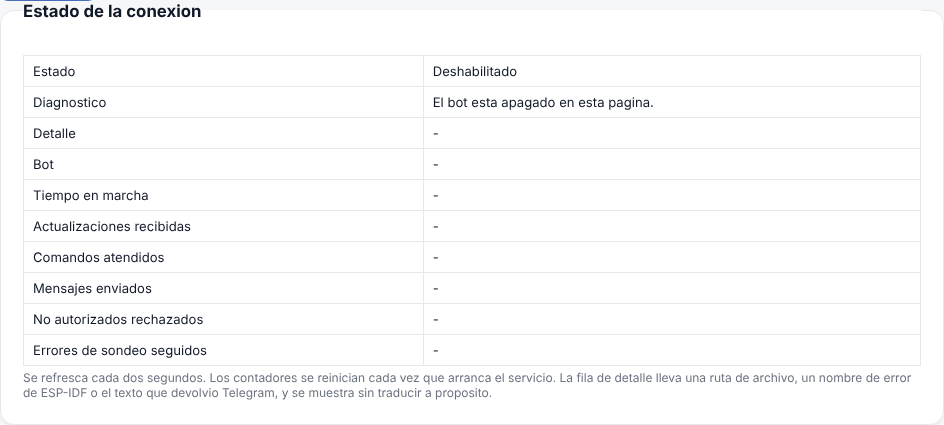 Estado de la conexion
Estado Deshabilitado
Diagnostico El bot esta apagado en esta pagina.
Detalle -
Bot -
Tiempo en marcha -
Actualizaciones recibidas -
Comandos atendidos -
Mensajes enviados -
No autorizados rechazados -
Errores de sondeo seguidos -
Se refresca cada dos segundos. Los contadores se reinician cada vez que arranca el servicio. La fila de detalle lleva una ruta de archivo, un nombre de error
de ESP-IDF o el texto que devolvio Telegram, y se muestra sin traducir a proposito.